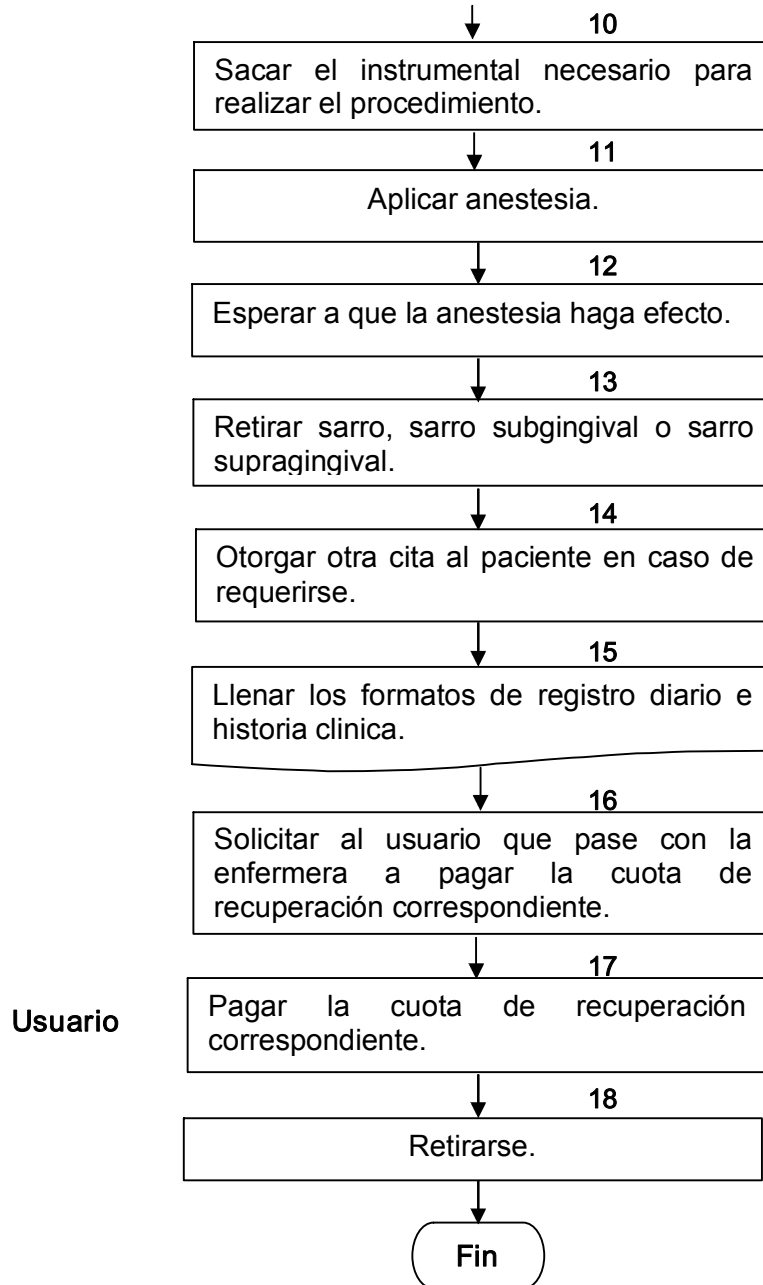 10
Sacar el instrumental necesario para
realizar el procedimiento.
11
Aplicar anestesia.
12
Esperar a que la anestesia haga efecto.
13
Retirar sarro, sarro subgingival o sarro
supragingival.
14
Otorgar otra cita al paciente en caso de
requerirse.
15
Llenar los formatos de registro diario e
historia clinica.
16
Solicitar al usuario que pase con la
enfermera a pagar la cuota de
recuperación correspondiente.
17
Usuario
Pagar la cuota de recuperación
correspondiente.
18
Retirarse.
Fin